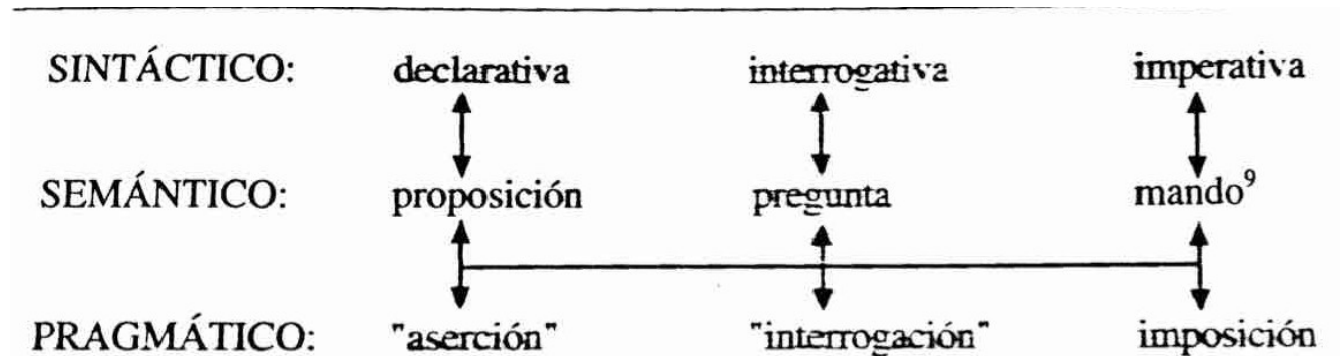 SINTÁCTICO: declarativa interrogativa imperativa
SEMÁNTICO: proposición pregunta mando⁹
PRAGMÁTICO: "aserción" "interrogación" imposición